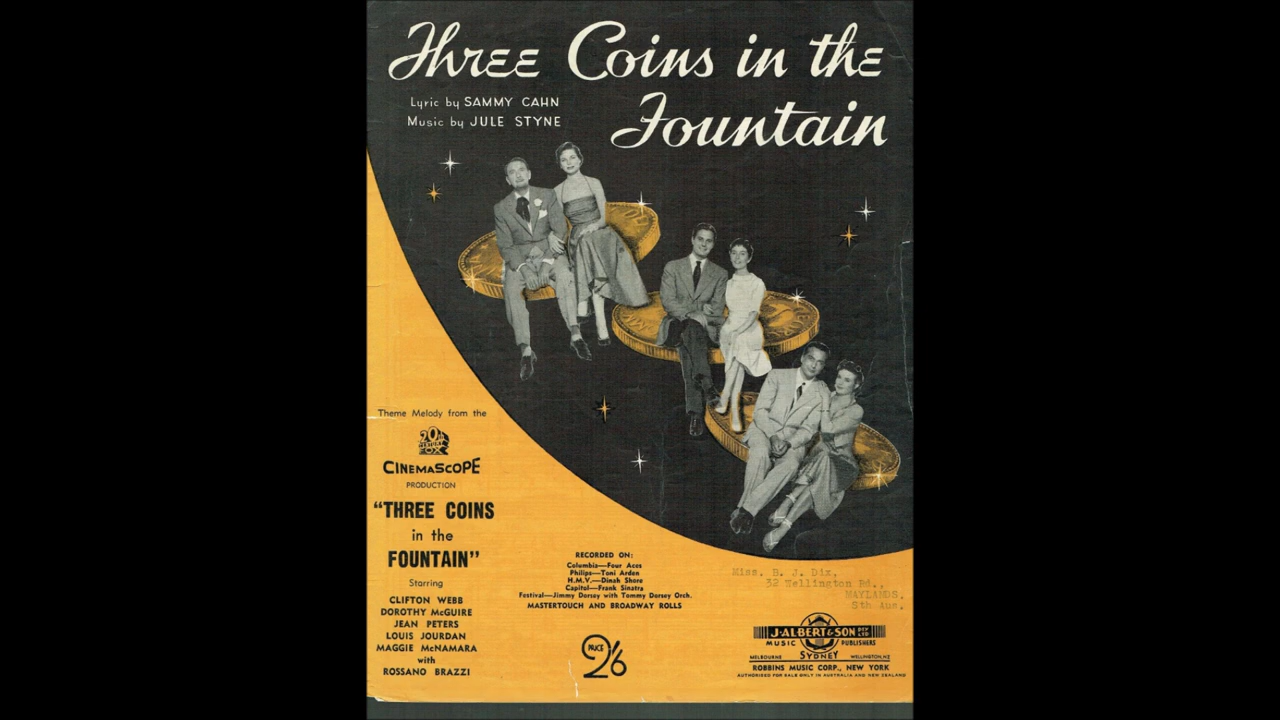 Three Coins in the
Fountain
Lyric by SAMMY CAHN
Music by JULE STYNE
Theme Melody from the
20th
CENTURY
FOX
CINEMASCOPE
PRODUCTION
"THREE COINS
in the
FOUNTAIN"
Starring
CLIFTON WEBB
DOROTHY McGUIRE
JEAN PETERS
LOUIS JOURDAN
MAGGIE McNAMARA
with
ROSSANO BRAZZI
RECORDED ON:
Columbia—Four Aces
Philips—Toni Arden
H.M.V.—Dinah Shore
Capitol—Frank Sinatra
Festival—Jimmy Dorsey with Tommy Dorsey Orch.
MASTERTOUCH AND BROADWAY ROLLS
PRICE
2/6
Miss. B. J. Dix,
32 Wellington Rd.,
MAYLANDS.
Sth Aus.
J. ALBERT & SON PTY LTD
MUSIC PUBLISHERS
MELBOURNE SYDNEY WELLINGTON, N.Z.
ROBBINS MUSIC CORP., NEW YORK
AUTHORISED FOR SALE ONLY IN AUSTRALIA AND NEW ZEALAND